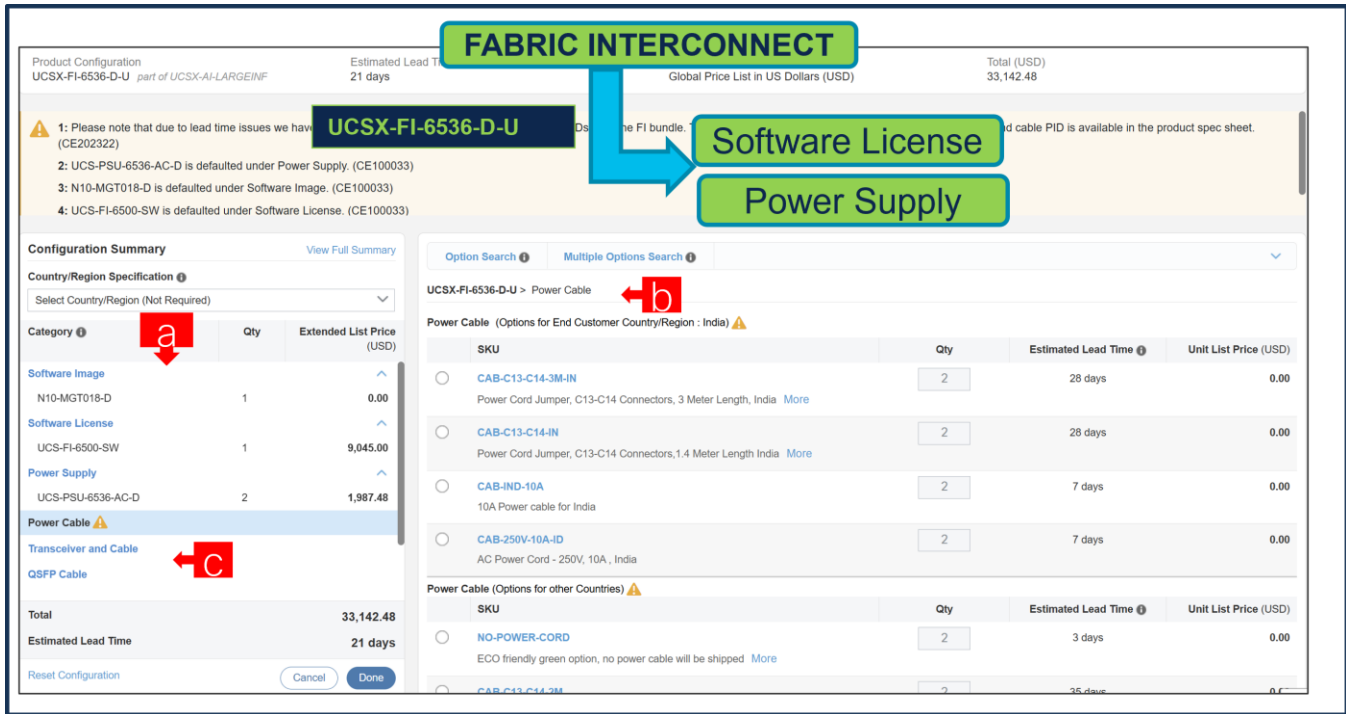 FABRIC INTERCONNECT
Product Configuration
UCSX-FI-6536-D-U part of UCSX-AI-LARGEINF
Estimated Lead
21 days
Global Price List in US Dollars (USD)
Total (USD)
33,142.48
UCSX-FI-6536-D-U
Software License
Power Supply
1: Please note that due to lead time issues we have
the FI bundle.
cable PID is available in the product spec sheet.
(CE202322)
2: UCS-PSU-6536-AC-D is defaulted under Power Supply. (CE100033)
3: N10-MGT018-D is defaulted under Software Image. (CE100033)
4: UCS-FI-6500-SW is defaulted under Software License. (CE100033)
Configuration Summary View Full Summary
Country/Region Specification
Select Country/Region (Not Required)
a
Category Qty Extended List Price
(USD)
Software Image
N10-MGT018-D 1 0.00
Software License
UCS-FI-6500-SW 1 9,045.00
Power Supply
UCS-PSU-6536-AC-D 2 1,987.48
Power Cable
Transceiver and Cable
c
QSFP Cable
Total 33,142.48
Estimated Lead Time 21 days
Reset Configuration Cancel Done
Option Search Multiple Options Search
UCSX-FI-6536-D-U > Power Cable
b
Power Cable (Options for End Customer Country/Region : India)
SKU Qty Estimated Lead Time Unit List Price (USD)
CAB-C13-C14-3M-IN 2 28 days 0.00
Power Cord Jumper, C13-C14 Connectors, 3 Meter Length, India More
CAB-C13-C14-IN 2 28 days 0.00
Power Cord Jumper, C13-C14 Connectors,1.4 Meter Length India More
CAB-IND-10A 2 7 days 0.00
10A Power cable for India
CAB-250V-10A-ID 2 7 days 0.00
AC Power Cord - 250V, 10A , India
Power Cable (Options for other Countries)
SKU Qty Estimated Lead Time Unit List Price (USD)
NO-POWER-CORD 2 3 days 0.00
ECO friendly green option, no power cable will be shipped More
CAB-C13-C14-2M 2 35 days